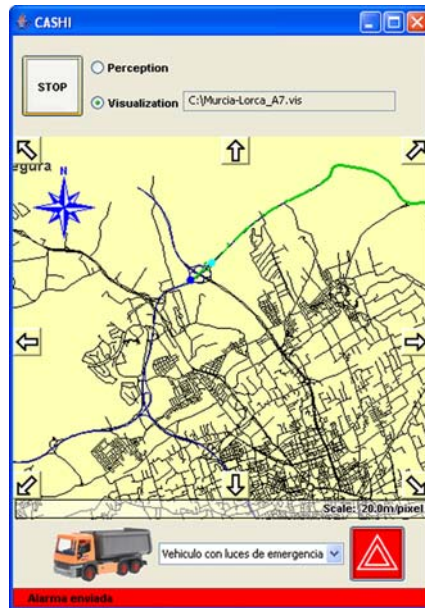 CASHI
Perception
STOP
Visualization C:\Murcia-Lorca_A7.vis
egura
N
Scale: 20.0m/pixel
Vehiculo con luces de emergencia
Alarma enviada